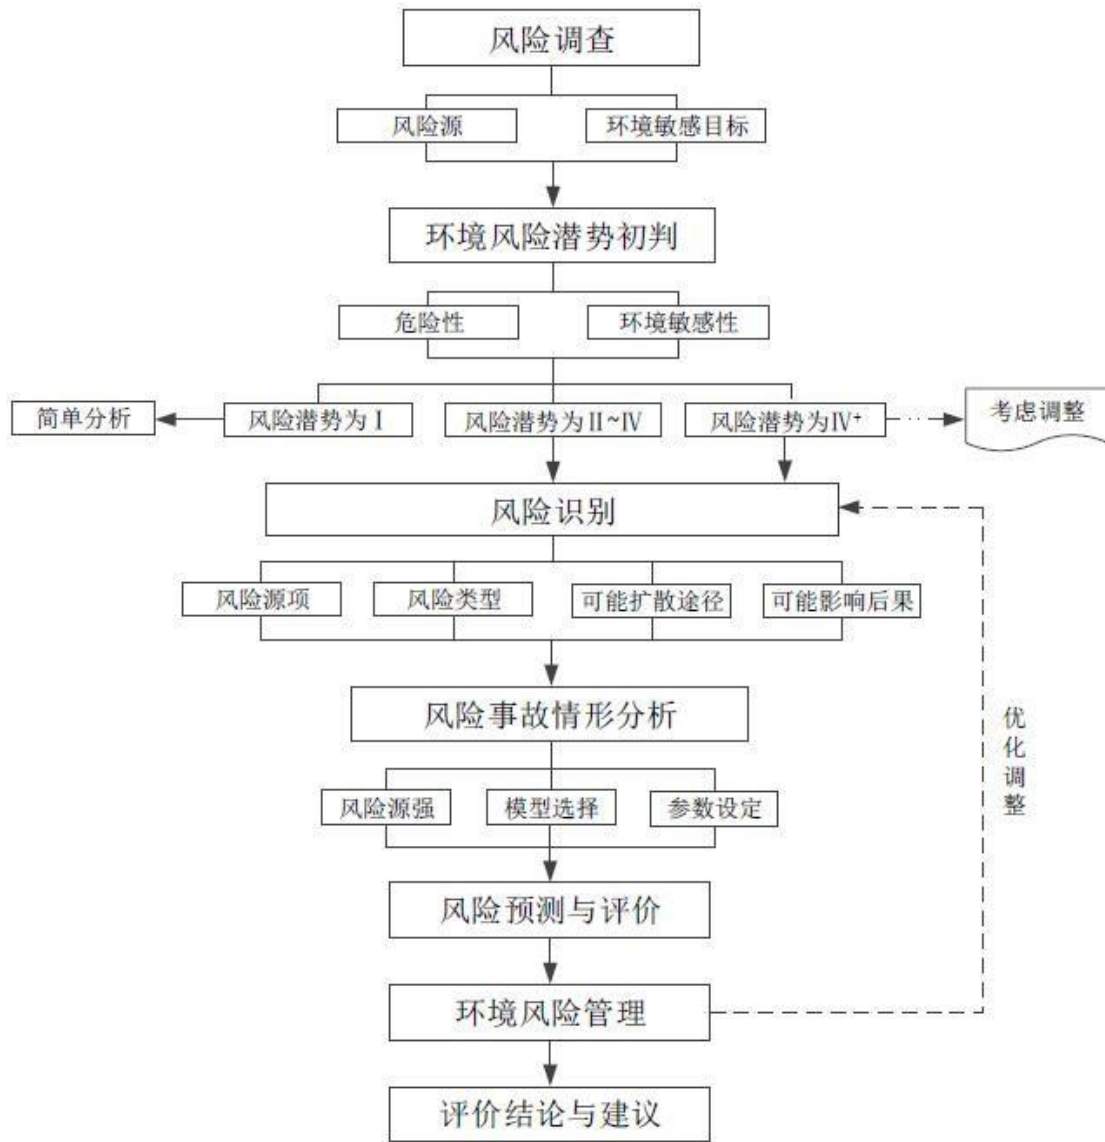 风险调查
风险源
环境敏感目标
环境风险潜势初判
危险性
环境敏感性
简单分析
风险潜势为Ⅰ
风险潜势为Ⅱ~Ⅳ
风险潜势为Ⅳ+
考虑调整
风险识别
风险源项
风险类型
可能扩散途径
可能影响后果
风险事故情形分析
优化调整
风险源强
模型选择
参数设定
风险预测与评价
环境风险管理
评价结论与建议